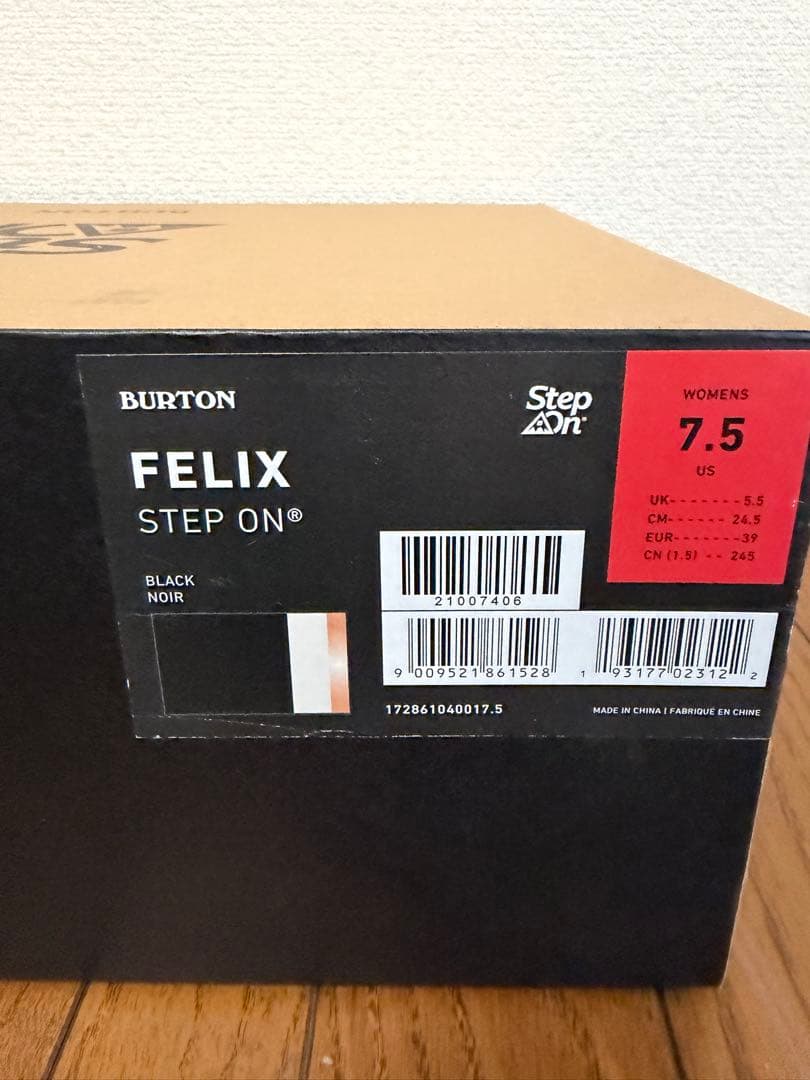 BURTON
BURTON
Step
On
FELIX
STEP ON®
BLACK
NOIR
WOMENS
7.5
US
UK- - - - - - - 5.5
CM- - - - - - 24.5
EUR- - - - - - - 39
CN (1.5) - - 245
21007406
9 009521 861528
1 93177 02312 2
172861040017.5
MADE IN CHINA | FABRIQUÉ EN CHINE